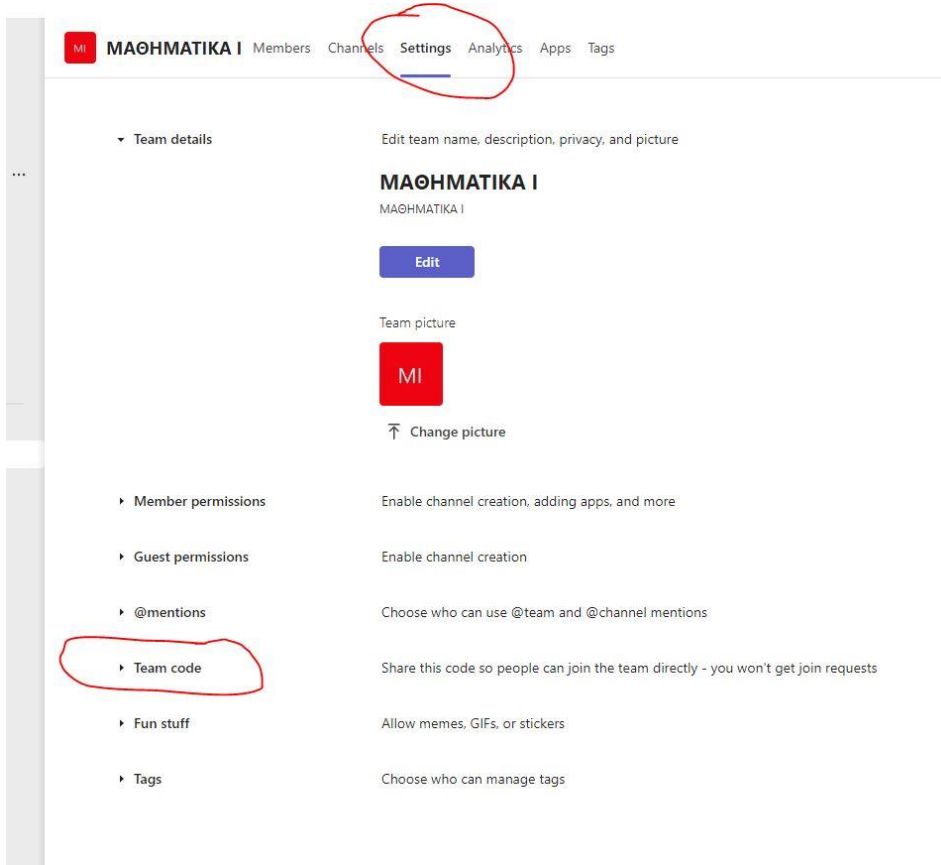 MI ΜΑΘΗΜΑΤΙΚΑ Ι Members Channels Settings Analytics Apps Tags
Team details Edit team name, description, privacy, and picture
...
ΜΑΘΗΜΑΤΙΚΑ Ι
ΜΑΘΗΜΑΤΙΚΑ Ι
Edit
Team picture
MI
Change picture
Member permissions Enable channel creation, adding apps, and more
Guest permissions Enable channel creation
@mentions Choose who can use @team and @channel mentions
Team code Share this code so people can join the team directly - you won't get join requests
Fun stuff Allow memes, GIFs, or stickers
Tags Choose who can manage tags